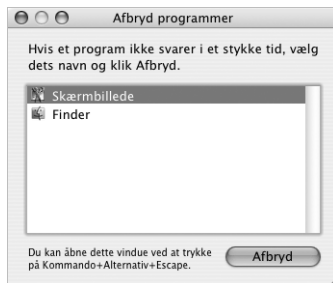 Afbryd programmer
Hvis et program ikke svarer i et stykke tid, vælg
dets navn og klik Afbryd.
Skærmbillede
Finder
Du kan åbne dette vindue ved at trykke
på Kommando+Alternativ+Escape.
Afbryd